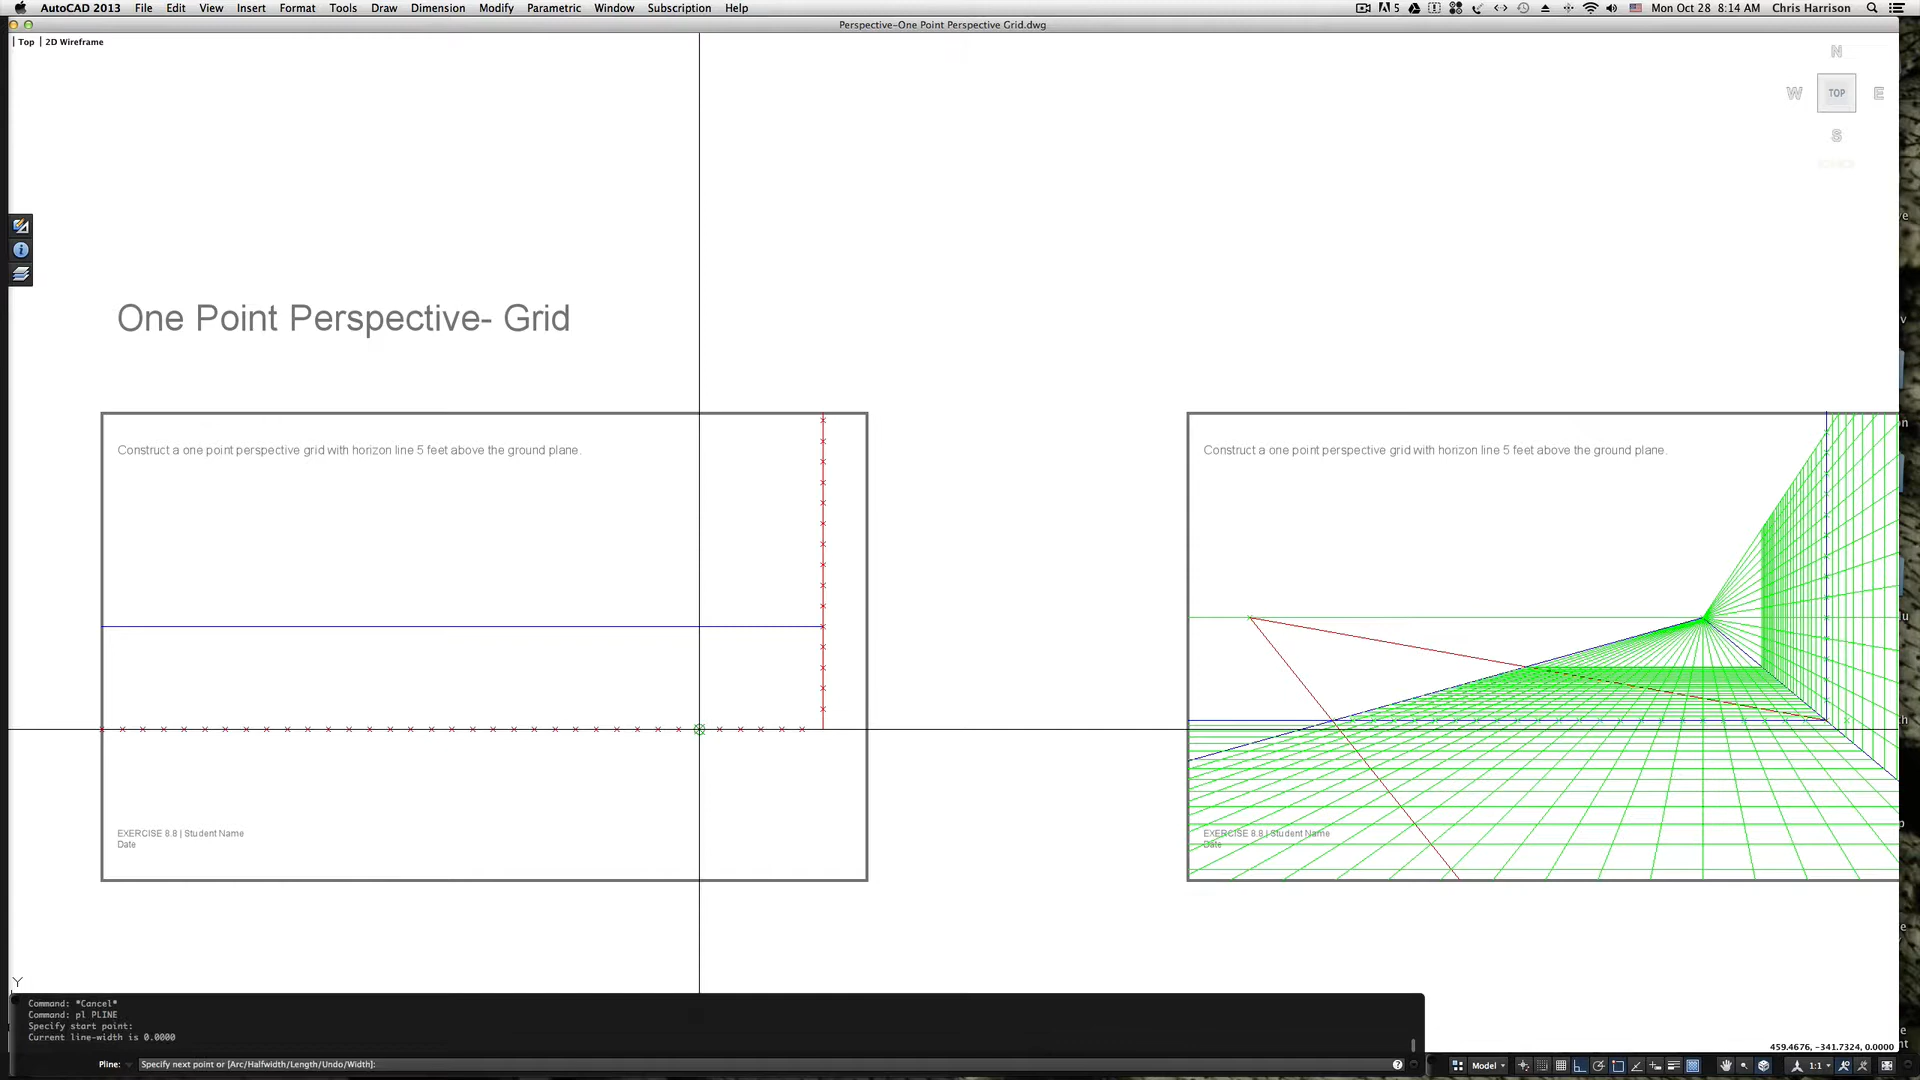 AutoCAD 2013 File Edit View Insert Format Tools Draw Dimension Modify Parametric Window Subscription Help 5 Mon Oct 28 8:14 AM Chris Harrison
Perspective-One Point Perspective Grid.dwg
Top 2D Wireframe
N
W TOP E
S
One Point Perspective- Grid
Construct a one point perspective grid with horizon line 5 feet above the ground plane.
Construct a one point perspective grid with horizon line 5 feet above the ground plane.
EXERCISE 8.8 | Student Name
Date
EXERCISE 8.8 | Student Name
Date
Y
Command: *Cancel*
Command: pl PLINE
Specify start point:
Current line-width is 0.0000
459.4676, -341.7324, 0.0000
Pline: Specify next point or [Arc/Halfwidth/Length/Undo/Width]:
Model 1:1